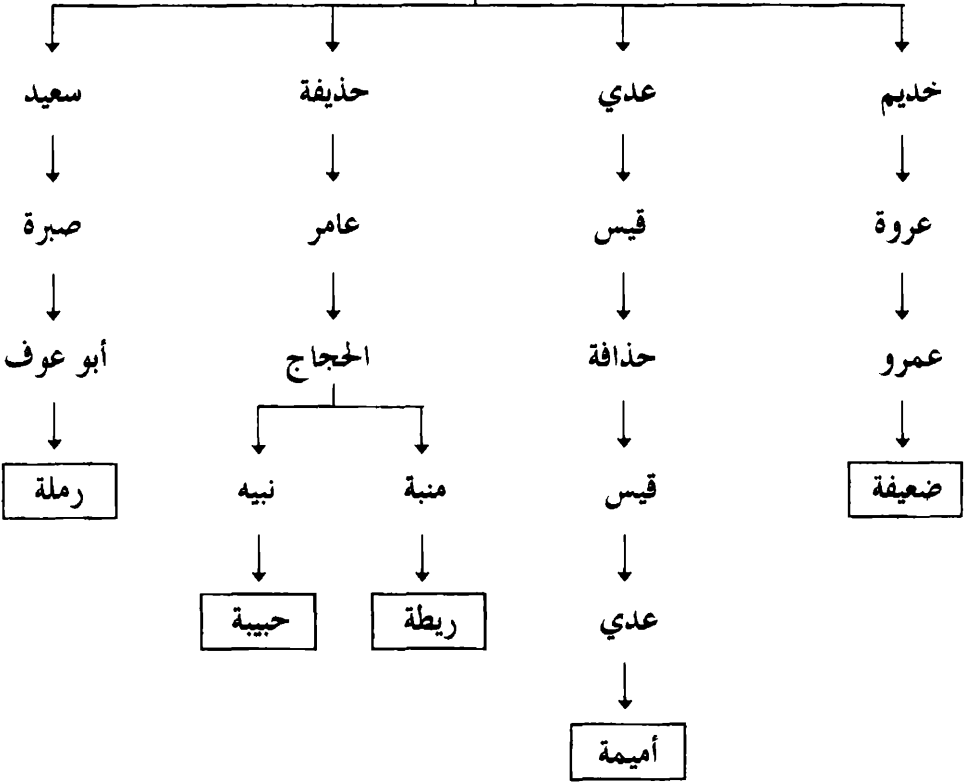 خديم عدي حذيفة سعيد
عروة قيس عامر صبرة
عمرو حذافة الحجاج أبو عوف
ضعيفة قيس منبة نبيه رملة
عدي ريطة حبيبة
أميمة